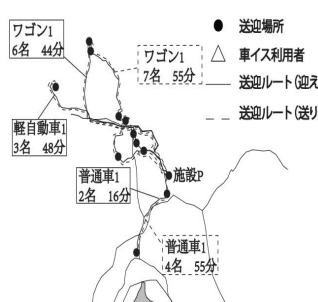 ワゴン1
6名 44分
ワゴン1
7名 55分
軽自動車1
3名 48分
普通車1
2名 16分
施設P
普通車1
4名 55分
送迎場所
車イス利用者
送迎ルート(迎え
送迎ルート(送り